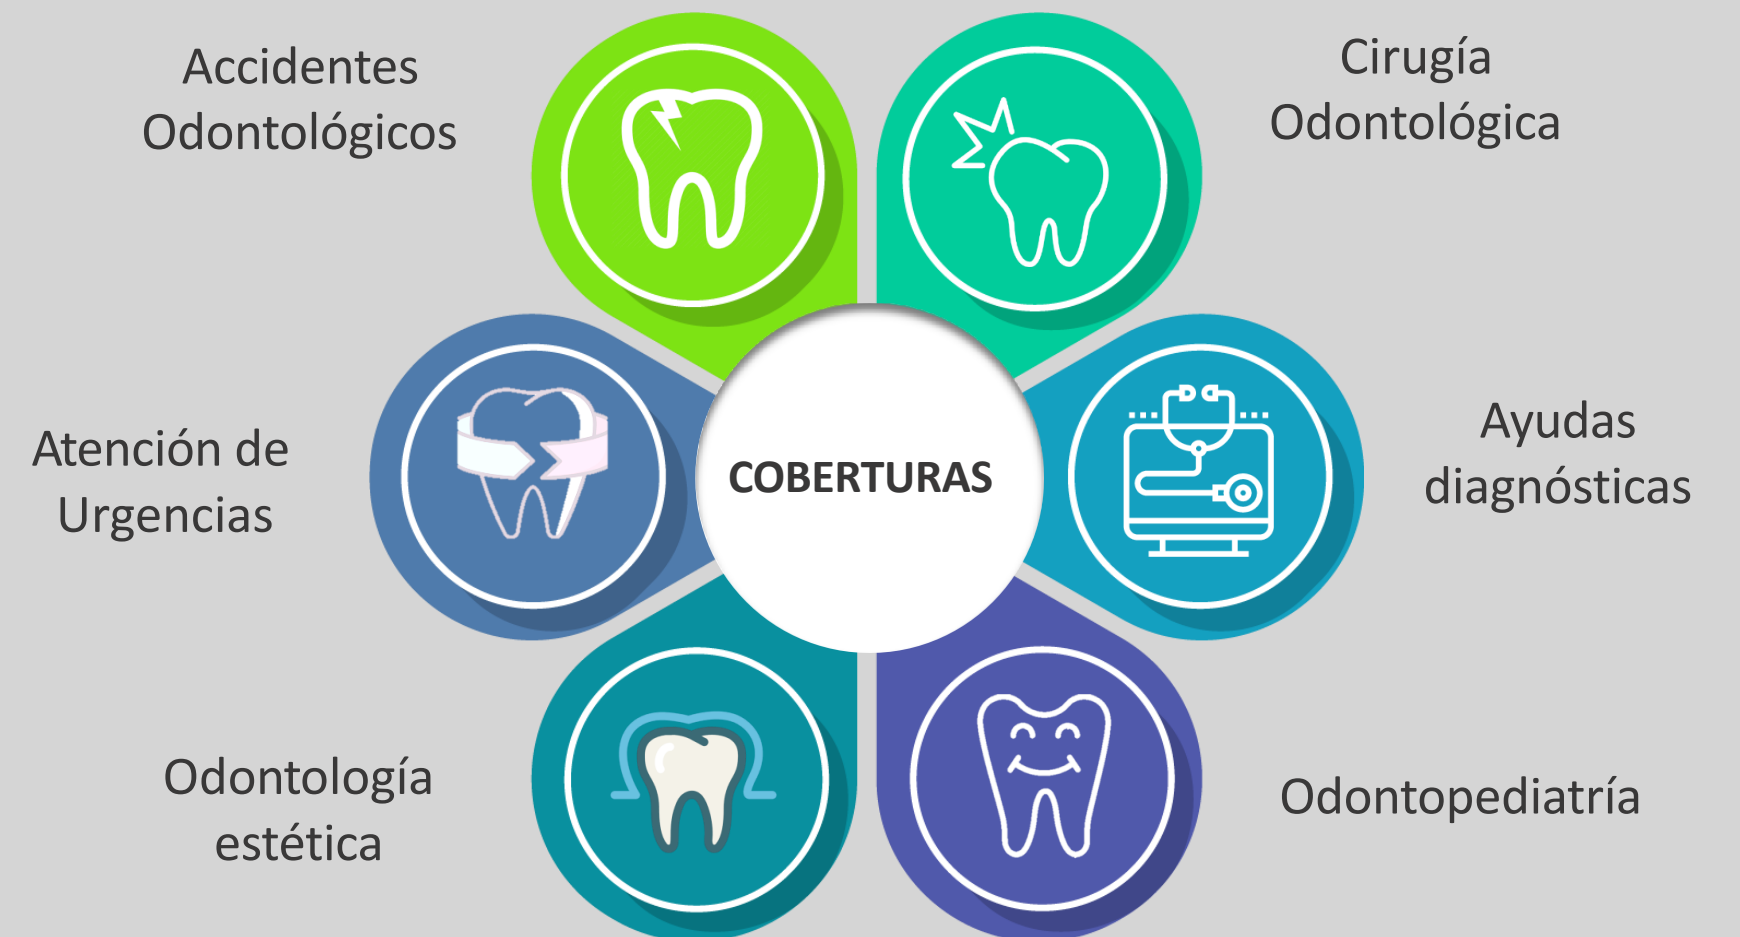 Accidentes
Odontológicos
Cirugía
Odontológica
Atención de
Urgencias
COBERTURAS
Ayudas
diagnósticas
Odontología
estética
Odontopediatría